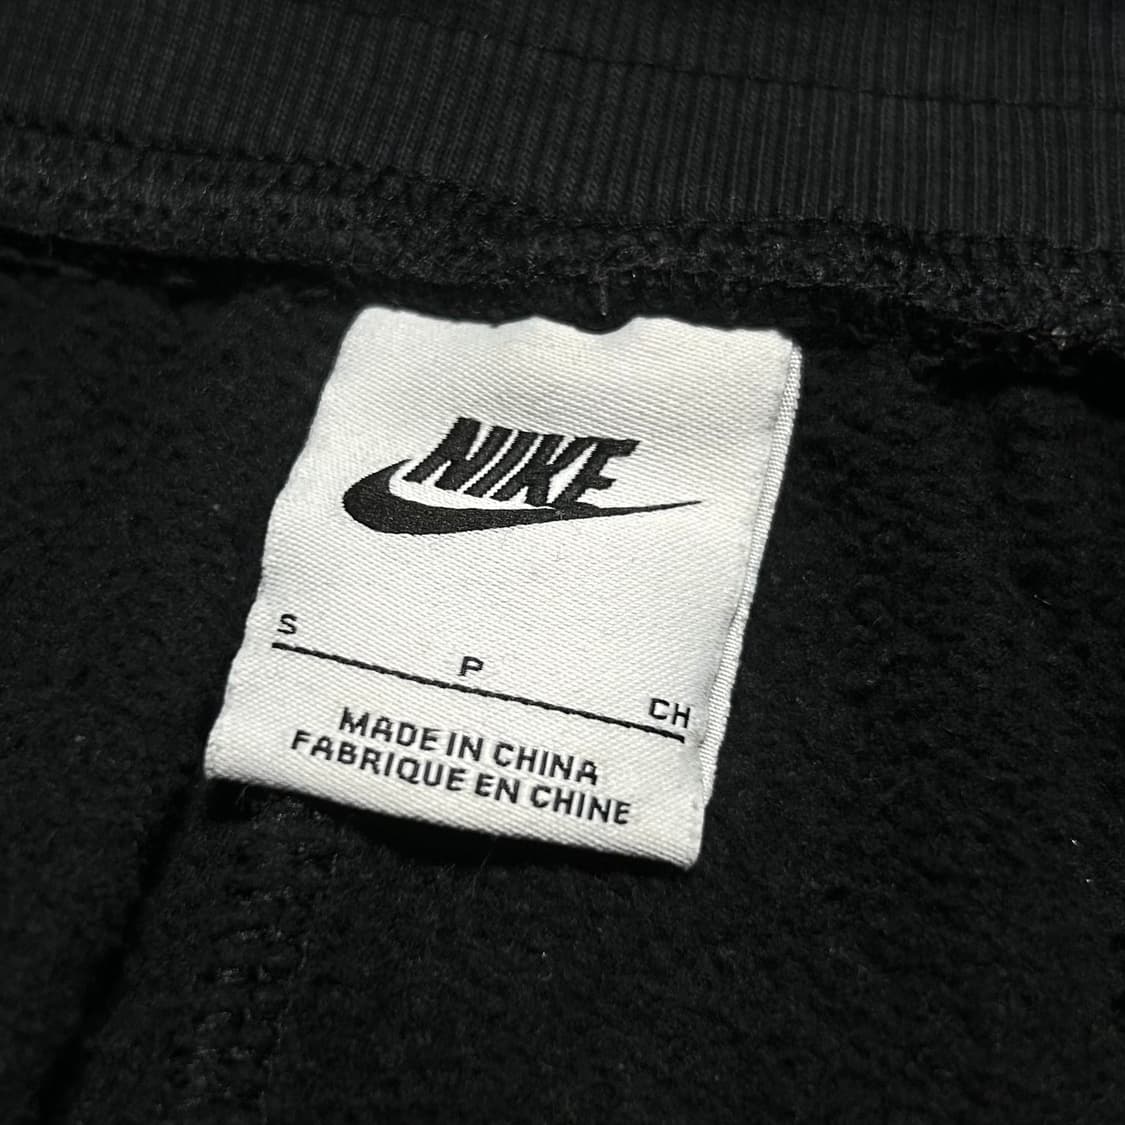 NIKE
S P CH
MADE IN CHINA
FABRIQUE EN CHINE